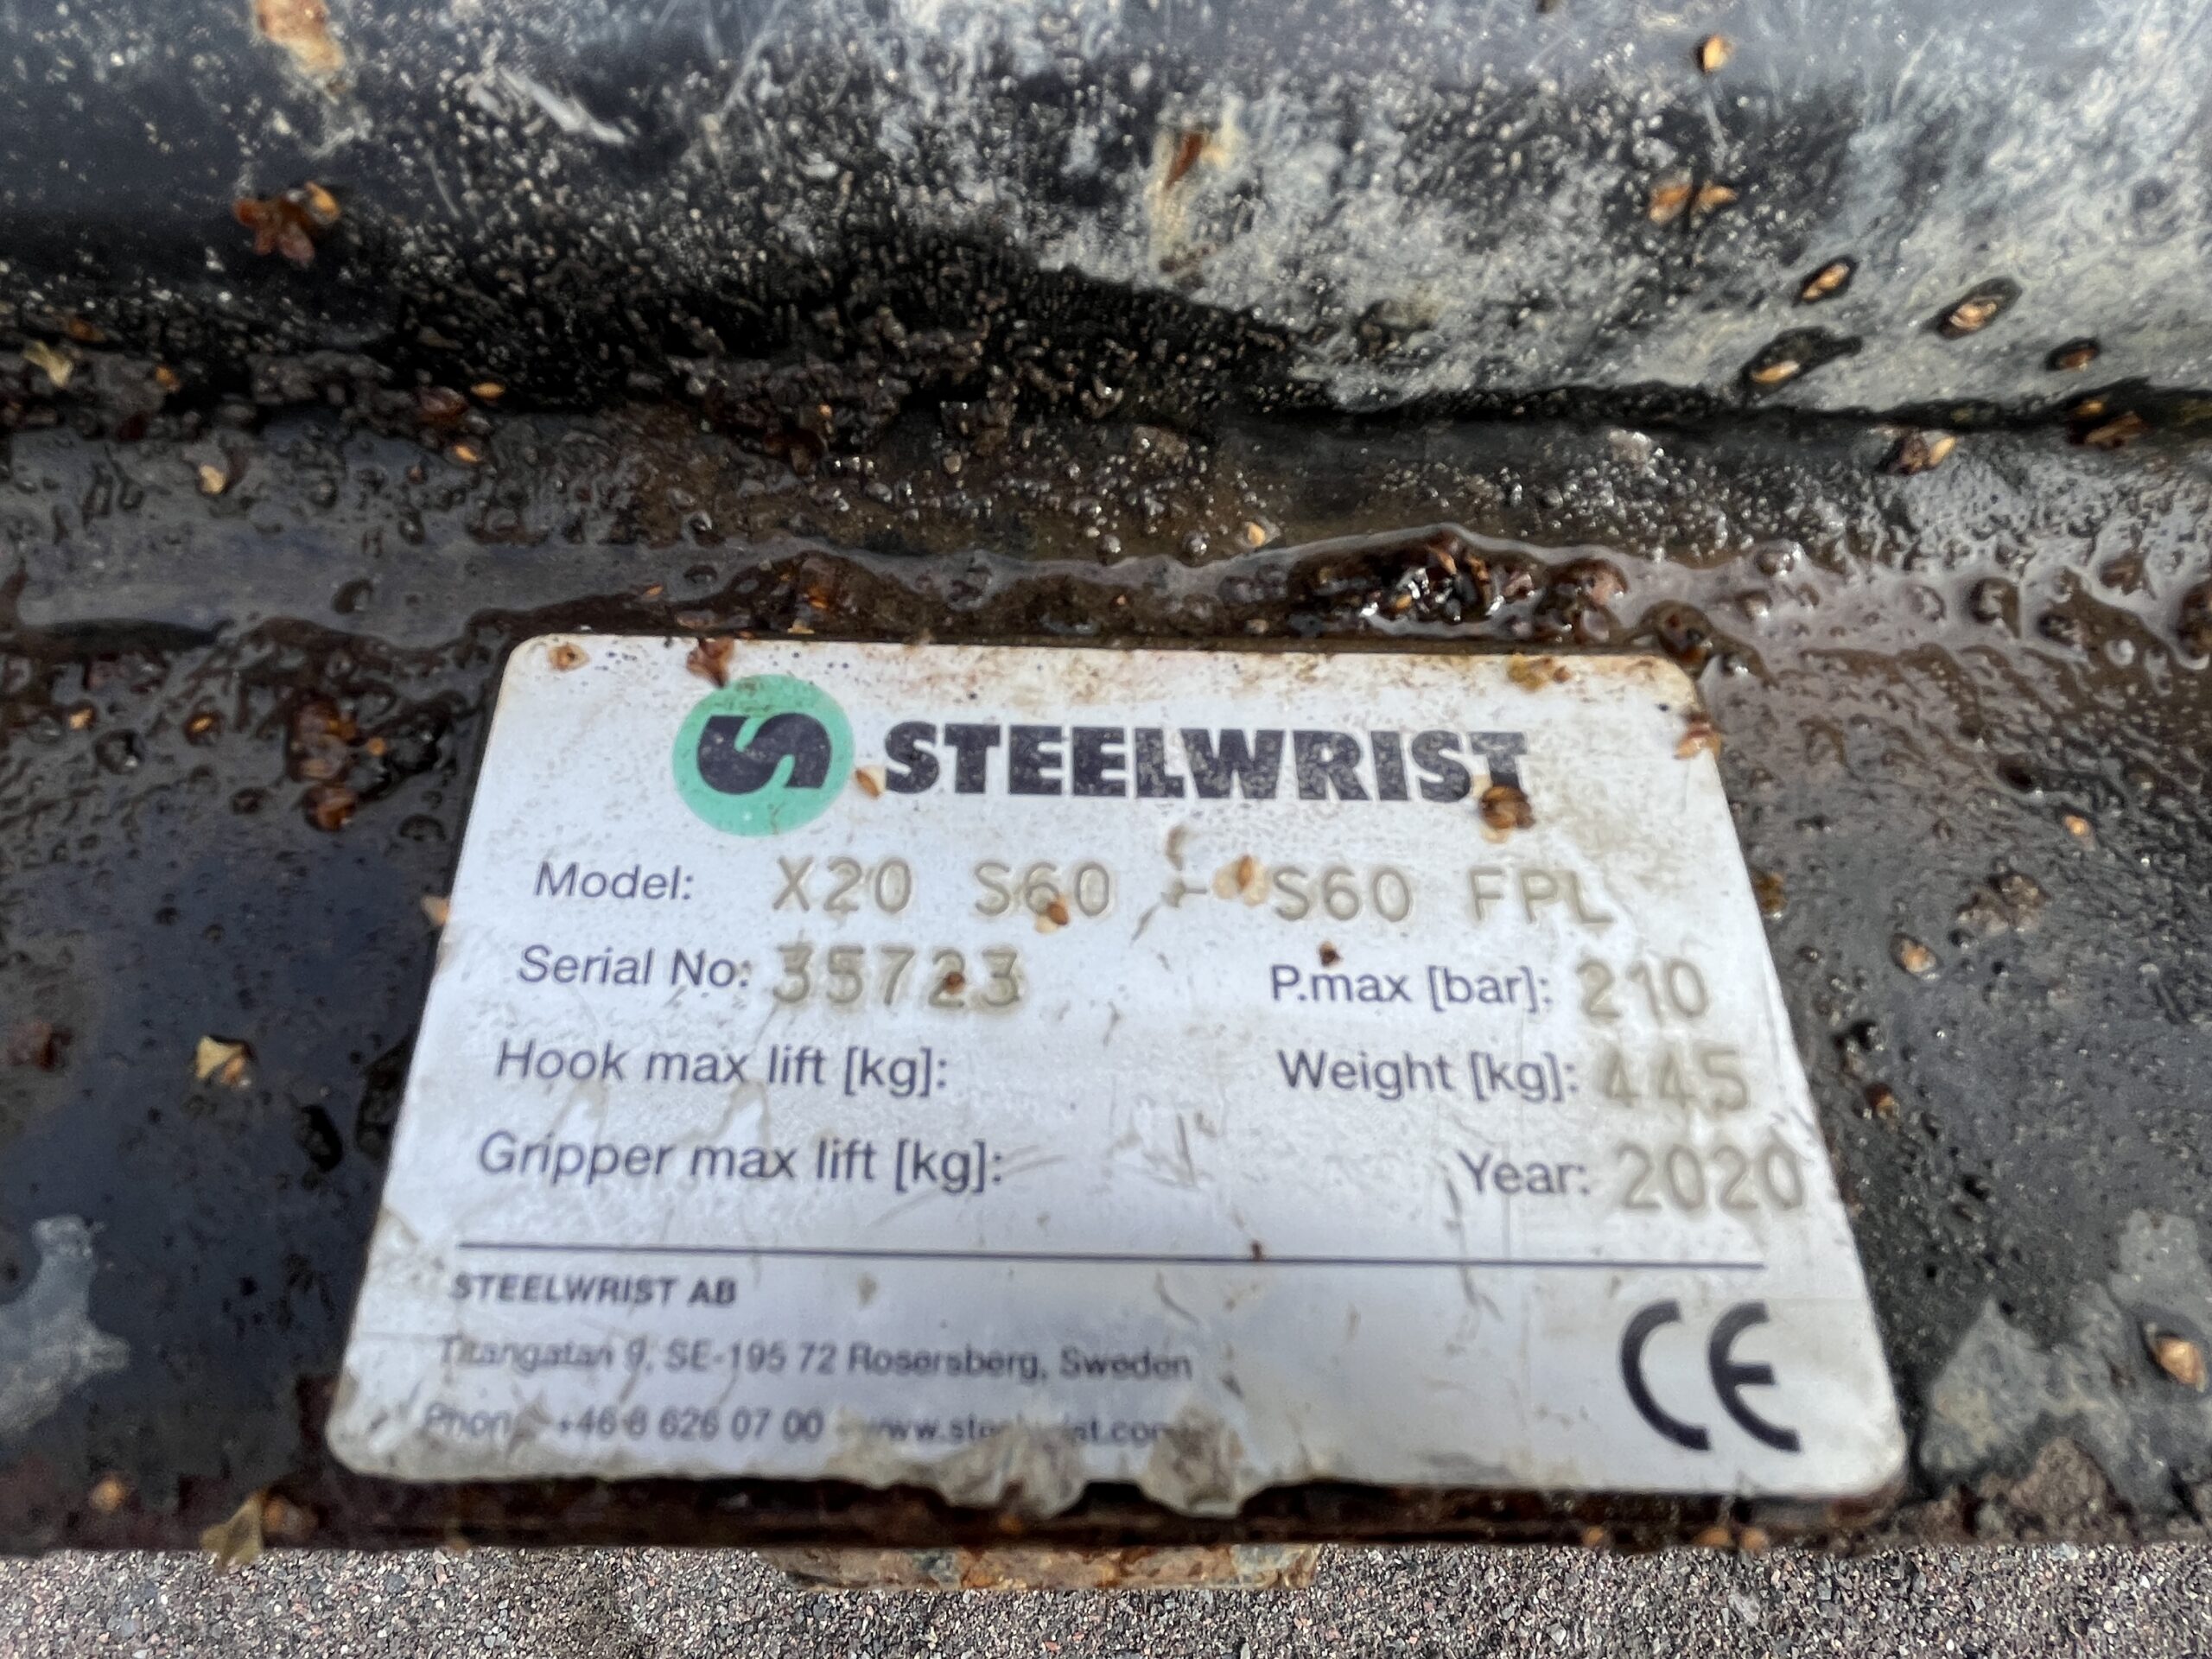 STEELWRIST
Model: X20 S60 - S60 FPL
Serial No: 35723 P.max [bar]: 210
Hook max lift [kg]: Weight [kg]: 445
Gripper max lift [kg]: Year: 2020
STEELWRIST AB
Titangatan 9, SE-195 72 Rosersberg, Sweden
+46 8 626 07 00
CE